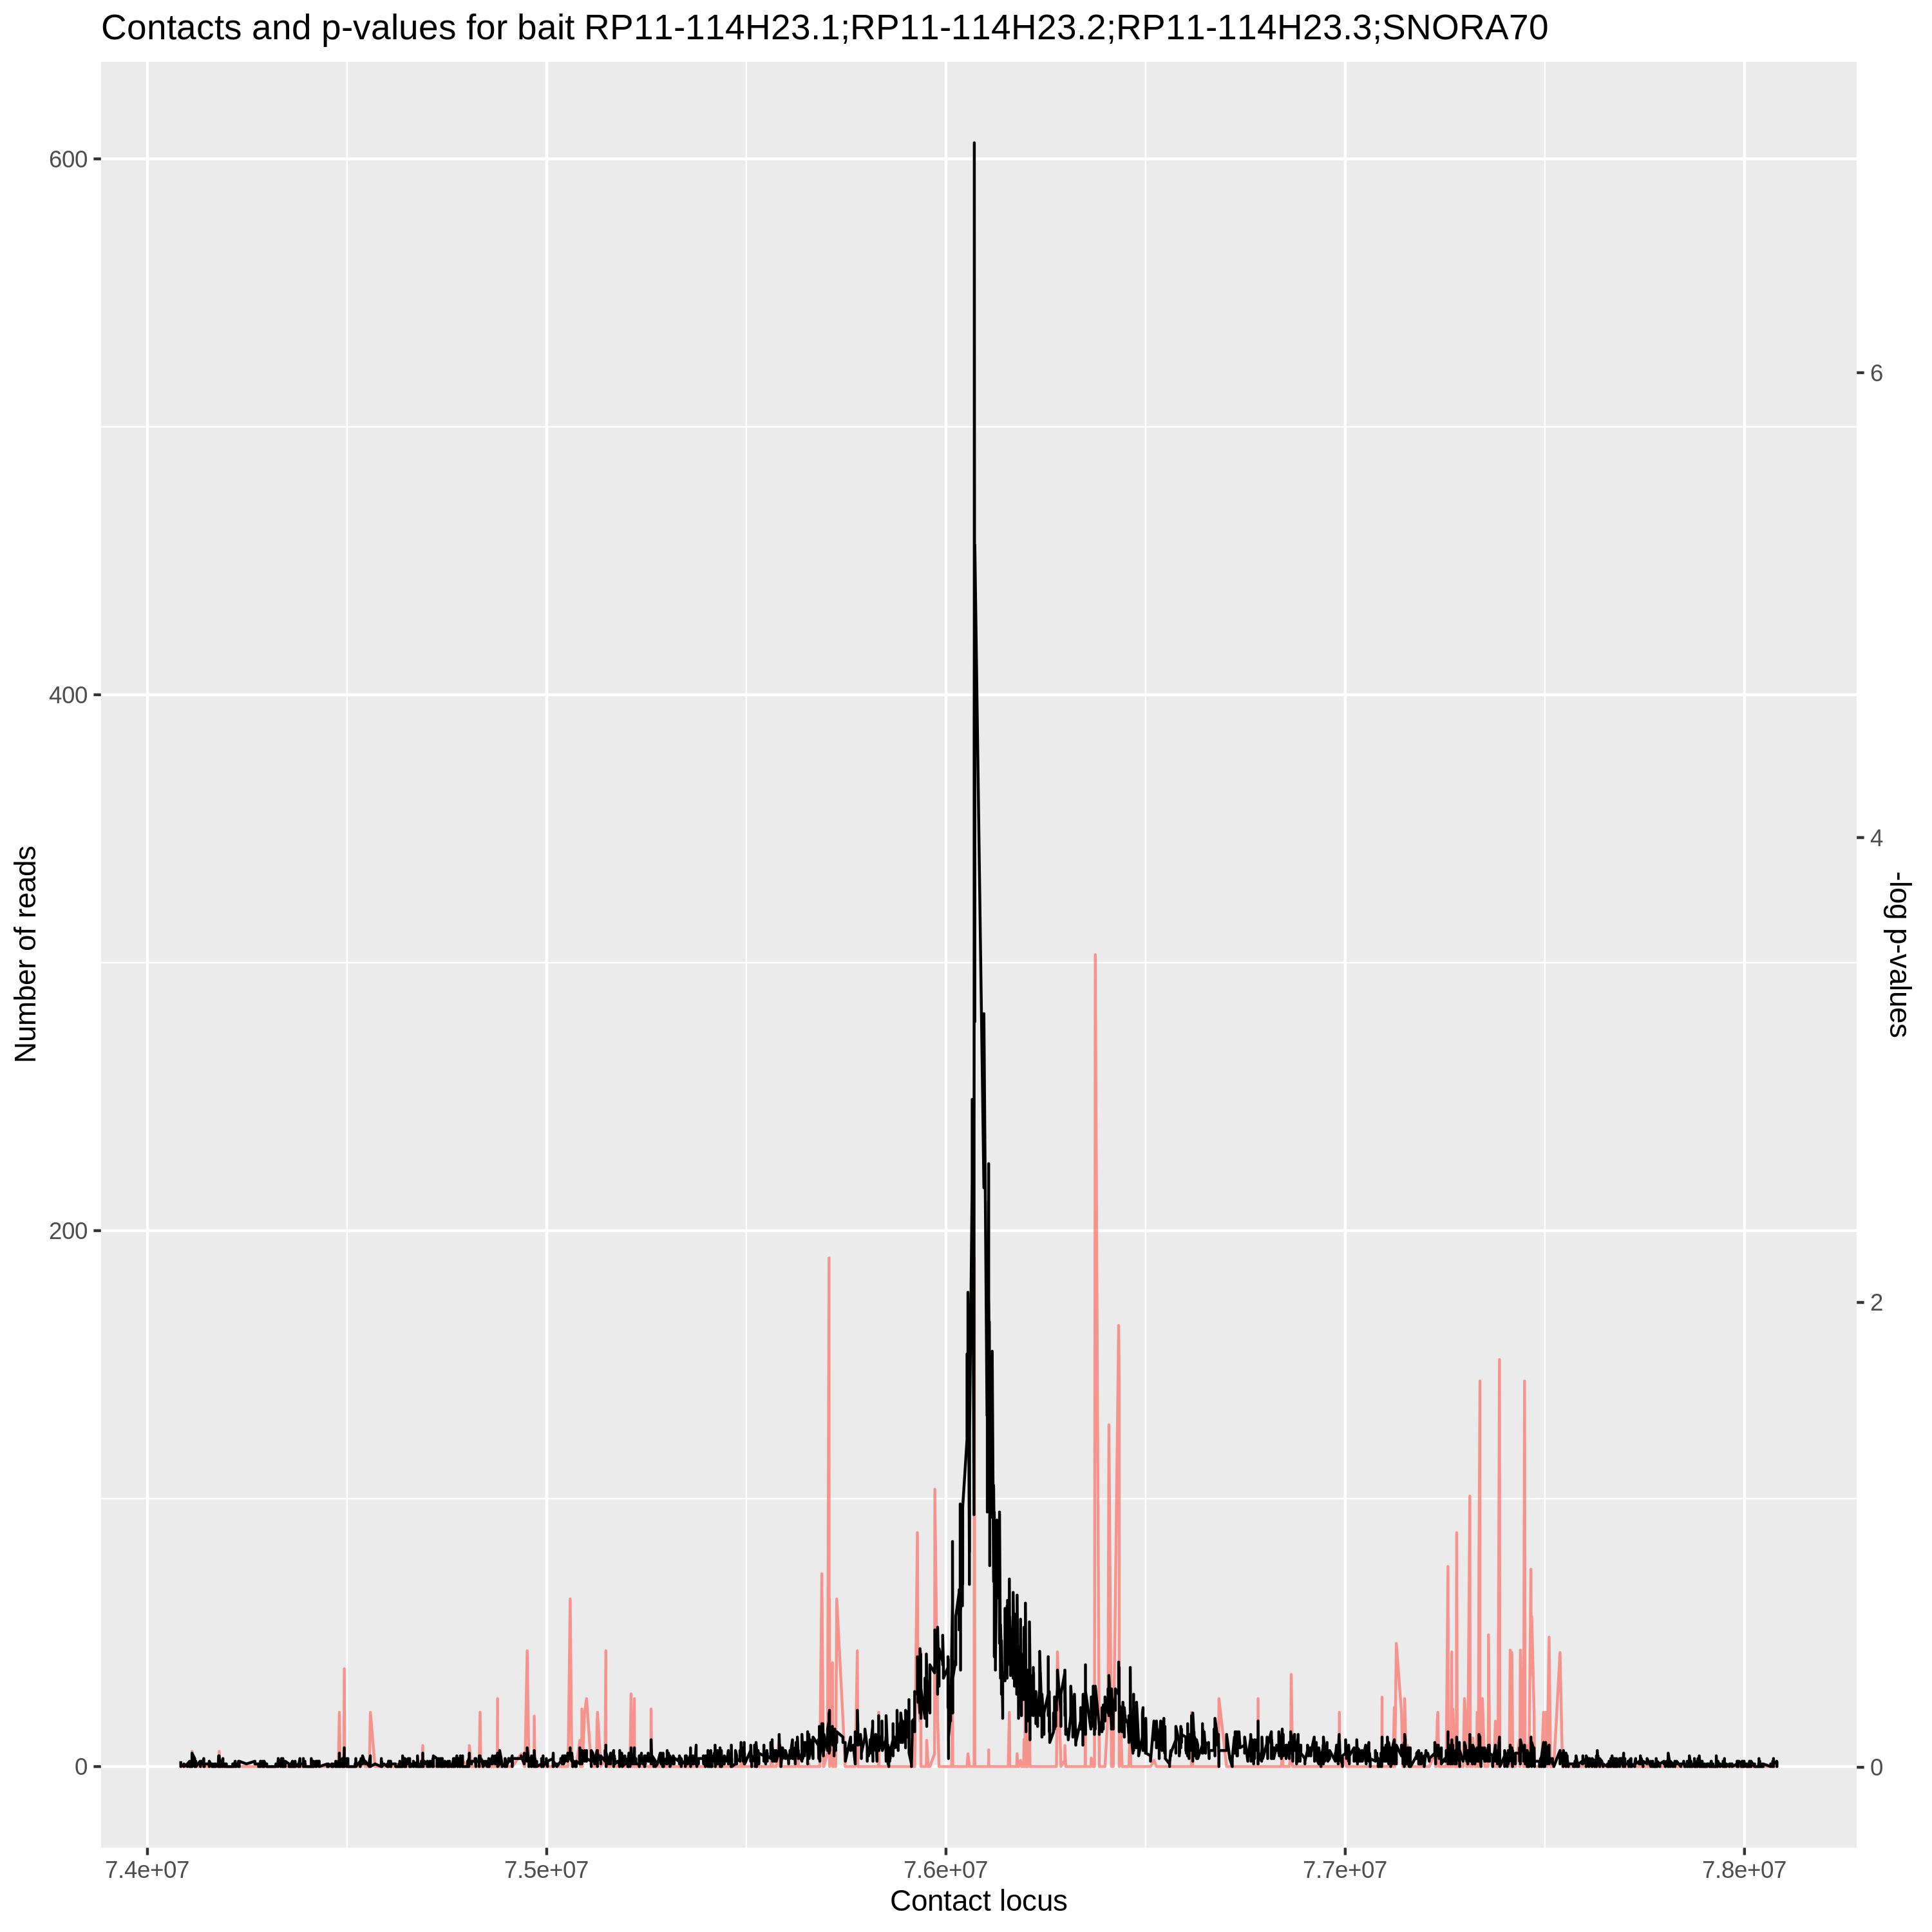 Contacts and p-values for bait RP11-114H23.1;RP11-114H23.2;RP11-114H23.3;SNORA70
600
400
200
0
Number of reads
6
4
2
0
-log p-values
7.4e+07 7.5e+07 7.6e+07 7.7e+07 7.8e+07
Contact locus